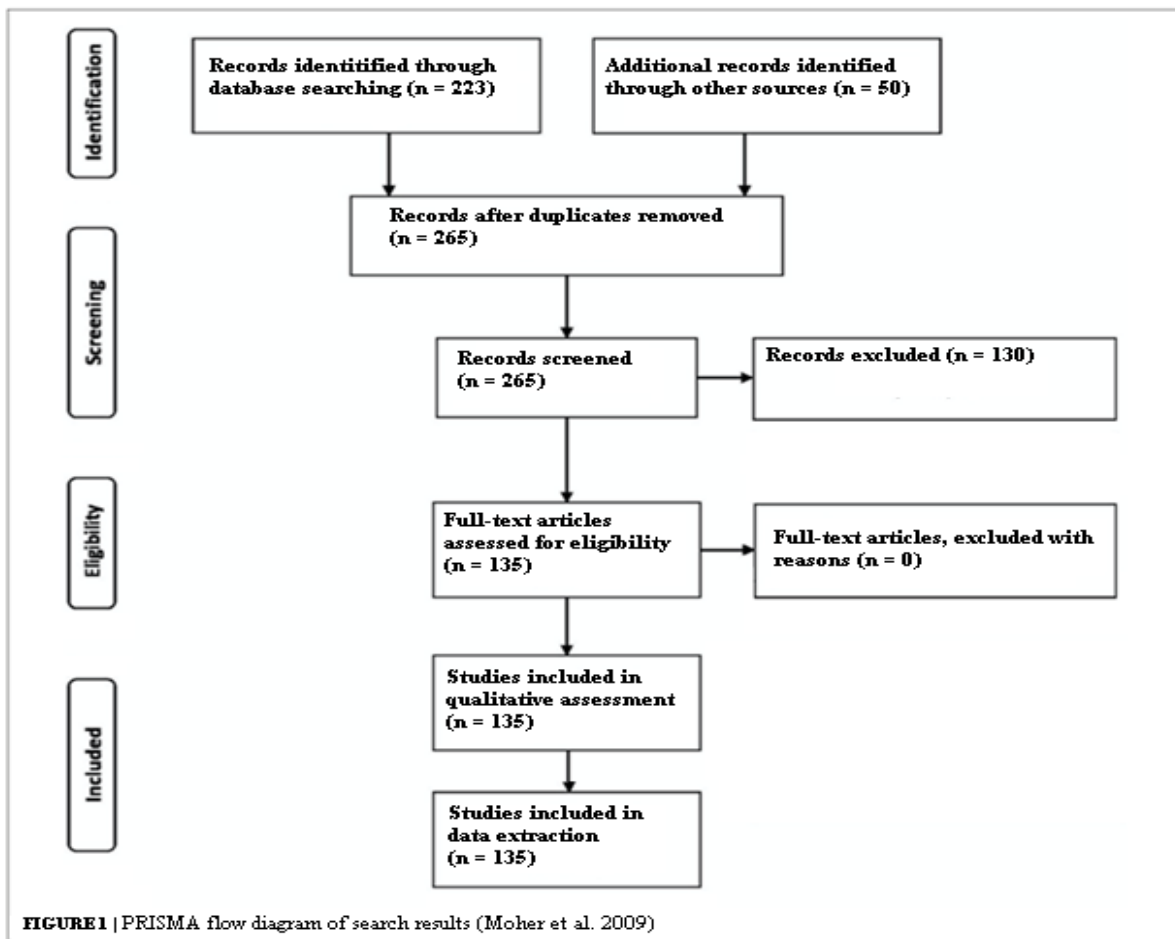 Identification
Records identitified through
database searching (n = 223)
Additional records identified
through other sources (n = 50)
Records after duplicates removed
(n = 265)
Screening
Records screened
(n = 265)
Records excluded (n = 130)
Eligibility
Full-text articles
assessed for eligibility
(n = 135)
Full-text articles, excluded with
reasons (n = 0)
Included
Studies included in
qualitative assessment
(n = 135)
Studies included in
data extraction
(n = 135)
FIGURE 1 | PRISMA flow diagram of search results (Moher et al. 2009)